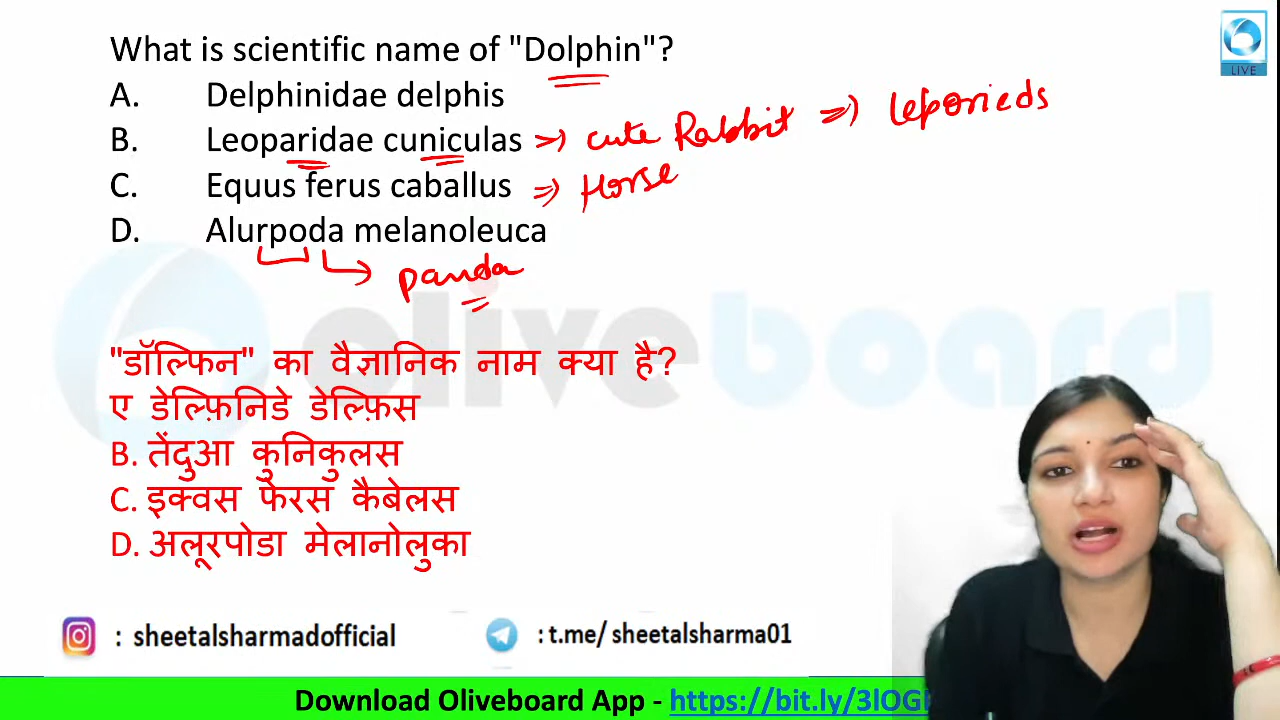 What is scientific name of "Dolphin"?
A. Delphinidae delphis
B. Leoparidae cuniculas => cute Rabbit => leporieds
C. Equus ferus caballus => Horse
D. Alurpoda melanoleuca
panda
oliveboard
"डॉल्फिन" का वैज्ञानिक नाम क्या है?
ए डेल्फ़िनिडे डेल्फ़िस
B. तेंदुआ कुनिकुलस
C. इक्वस फेरस कैबेलस
D. अलूरपोडा मेलानोलुका
: sheetalsharmadofficial
: t.me/ sheetalsharma01
Download Oliveboard App - https://bit.ly/3lOG
LIVE